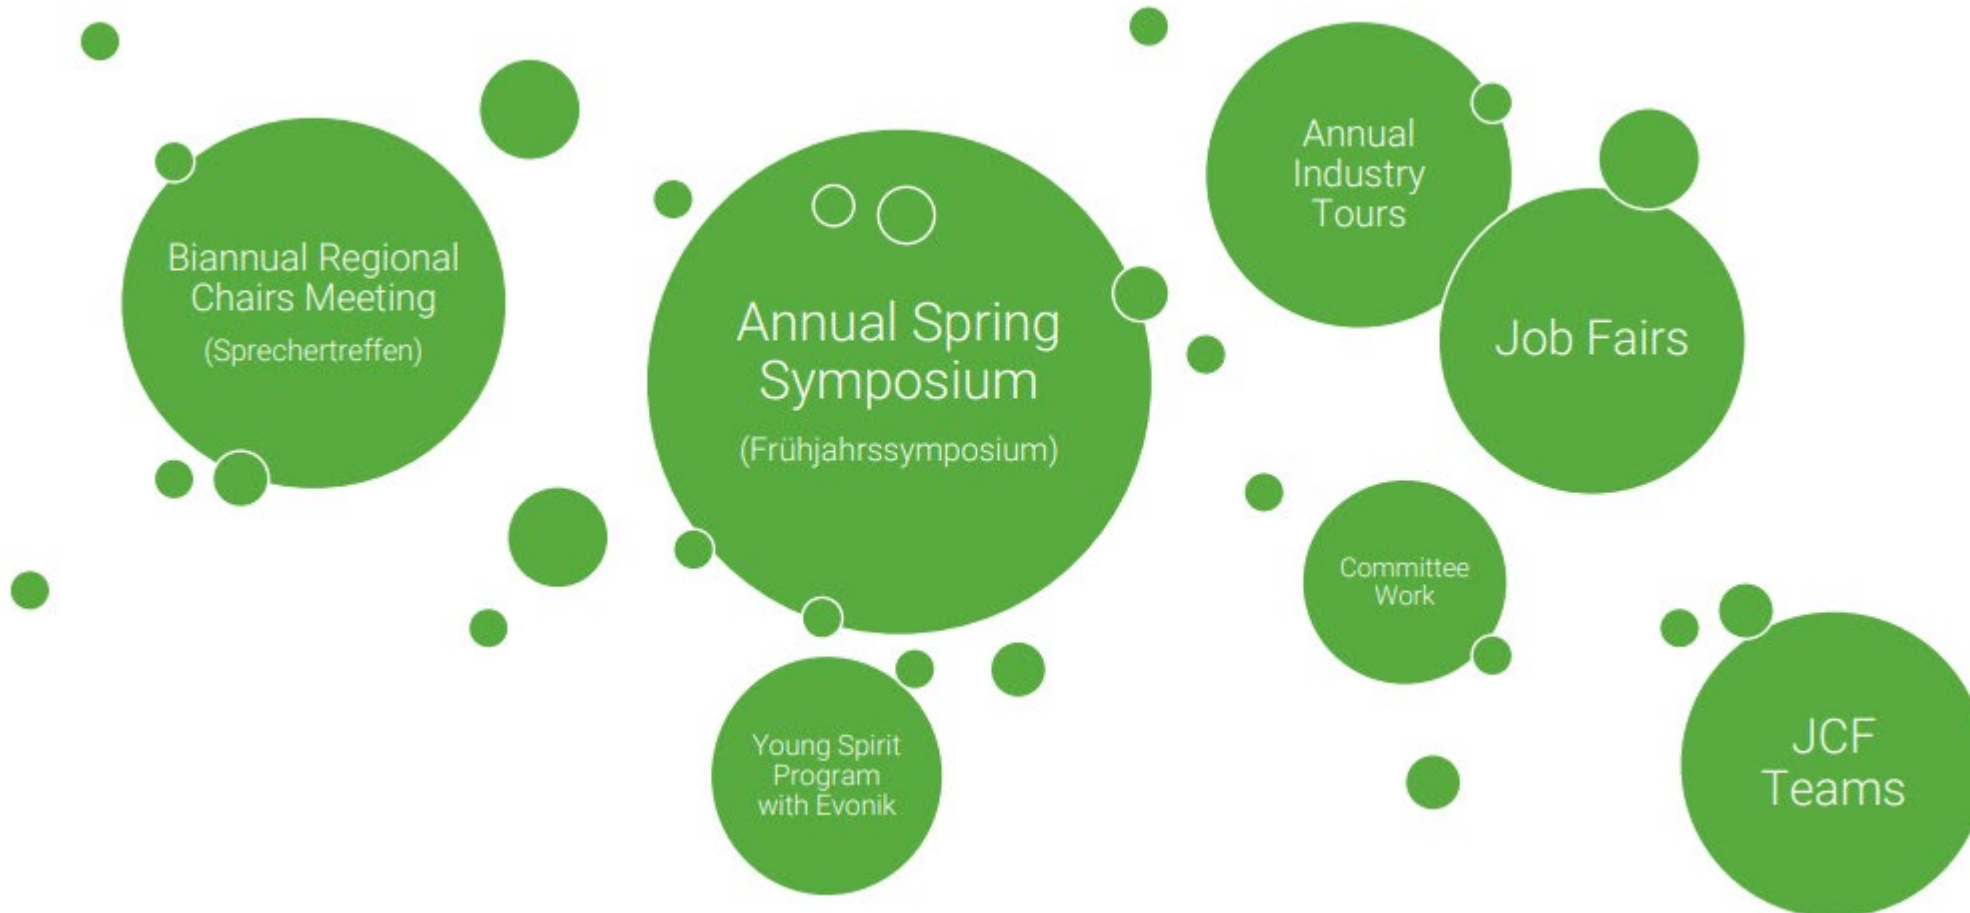 Biannual Regional
Chairs Meeting
(Sprechertreffen)
Annual Spring
Symposium
(Frühjahrssymposium)
Annual
Industry
Tours
Job Fairs
Committee
Work
Young Spirit
Program
with Evonik
JCF
Teams